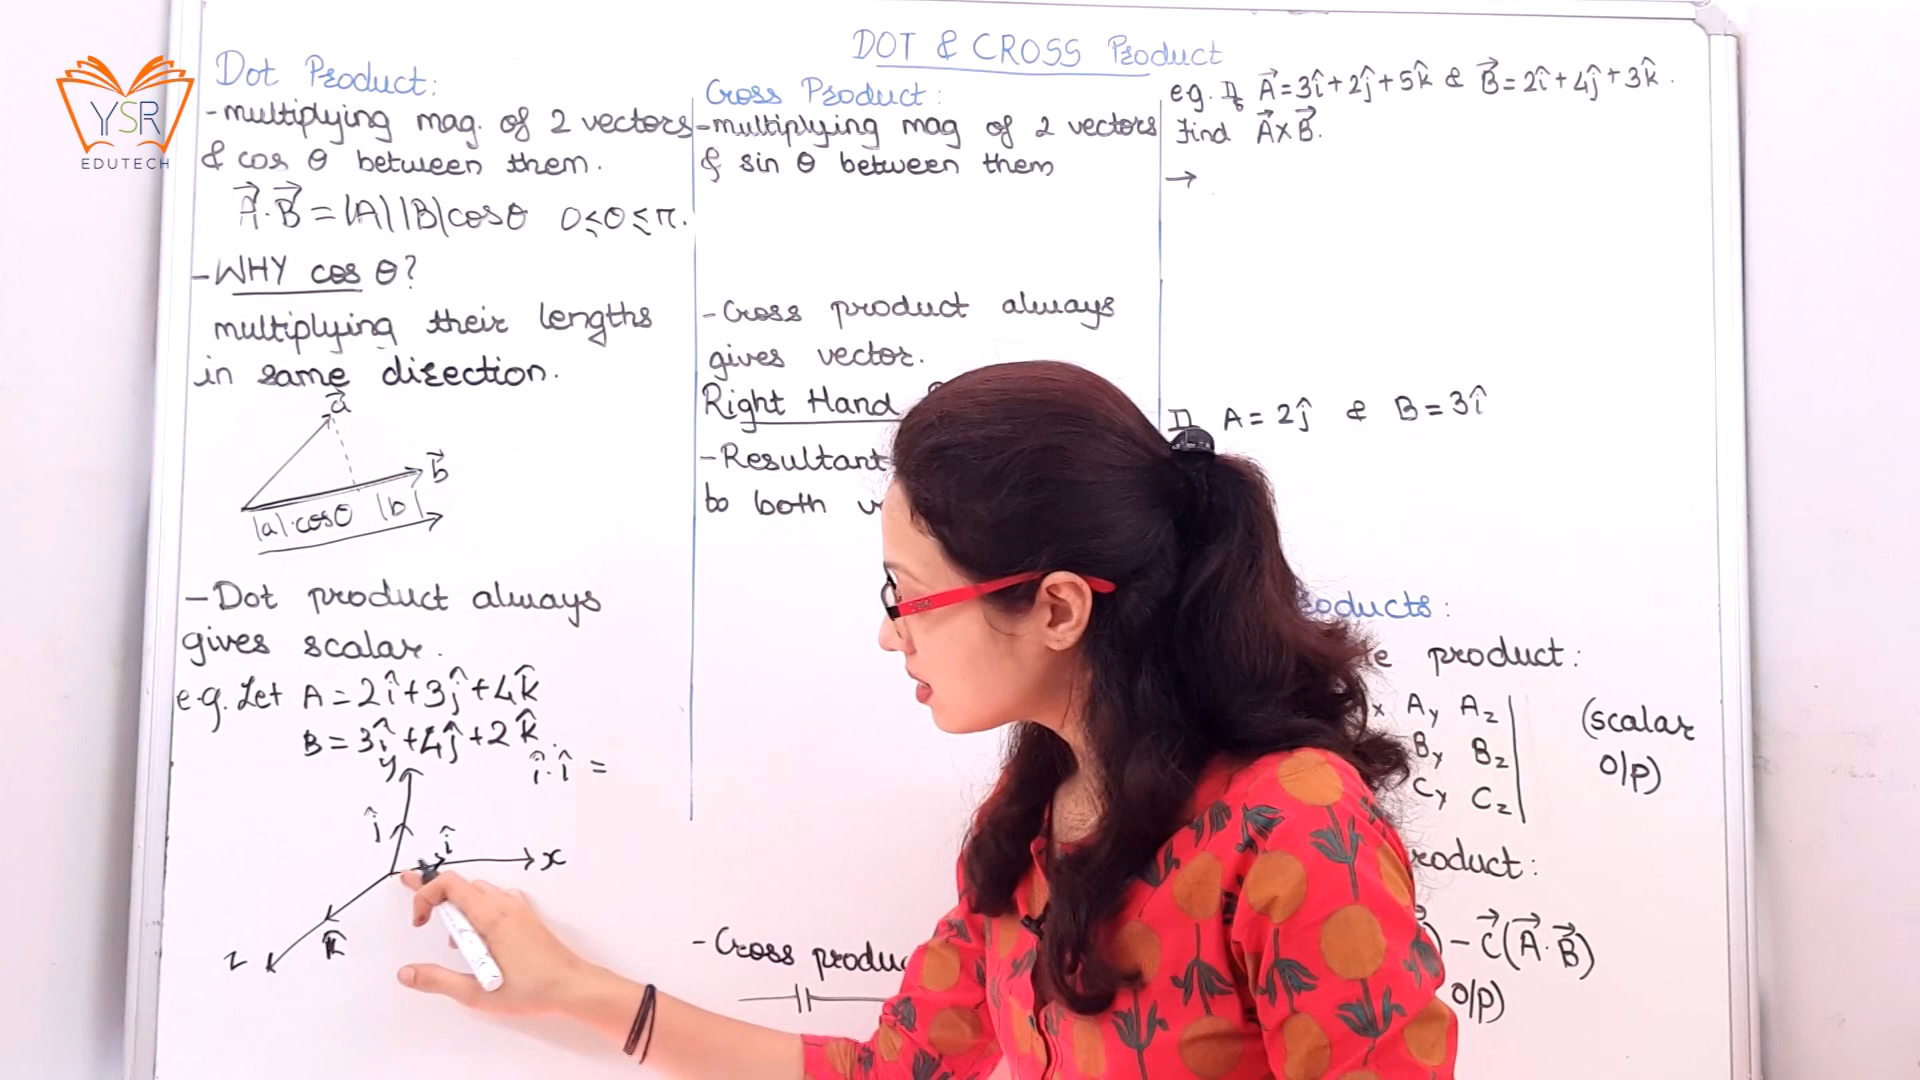 YSR
EDUTECH
DOT & CROSS Product
Dot Product:
-multiplying mag. of 2 vectors
& cos θ between them.
A⃗.B⃗ = |A||B|cosθ 0≤θ≤π.
-WHY cos θ?
multiplying their lengths
in same direction.
a⃗
b⃗
|a|.cosθ |b|
-Dot product always
gives scalar.
e.g. Let A = 2î+3ĵ+4k̂
B = 3î+4ĵ+2k̂
î.î =
y
ĵ
î
x
k̂
z
Cross Product:
-multiplying mag of 2 vectors
& sin θ between them
-Cross product always
gives vector.
Right Hand
-Resultant
to both
-Cross
e.g. If A⃗=3î+2ĵ+5k̂ & B⃗=2î+4ĵ+3k̂.
find A⃗xB⃗.
→
A = 2ĵ & B = 3î
product:
Ay Az
By Bz
Cy Cz
(scalar
o/p)
) - C⃗(A⃗.B⃗)
o/p)